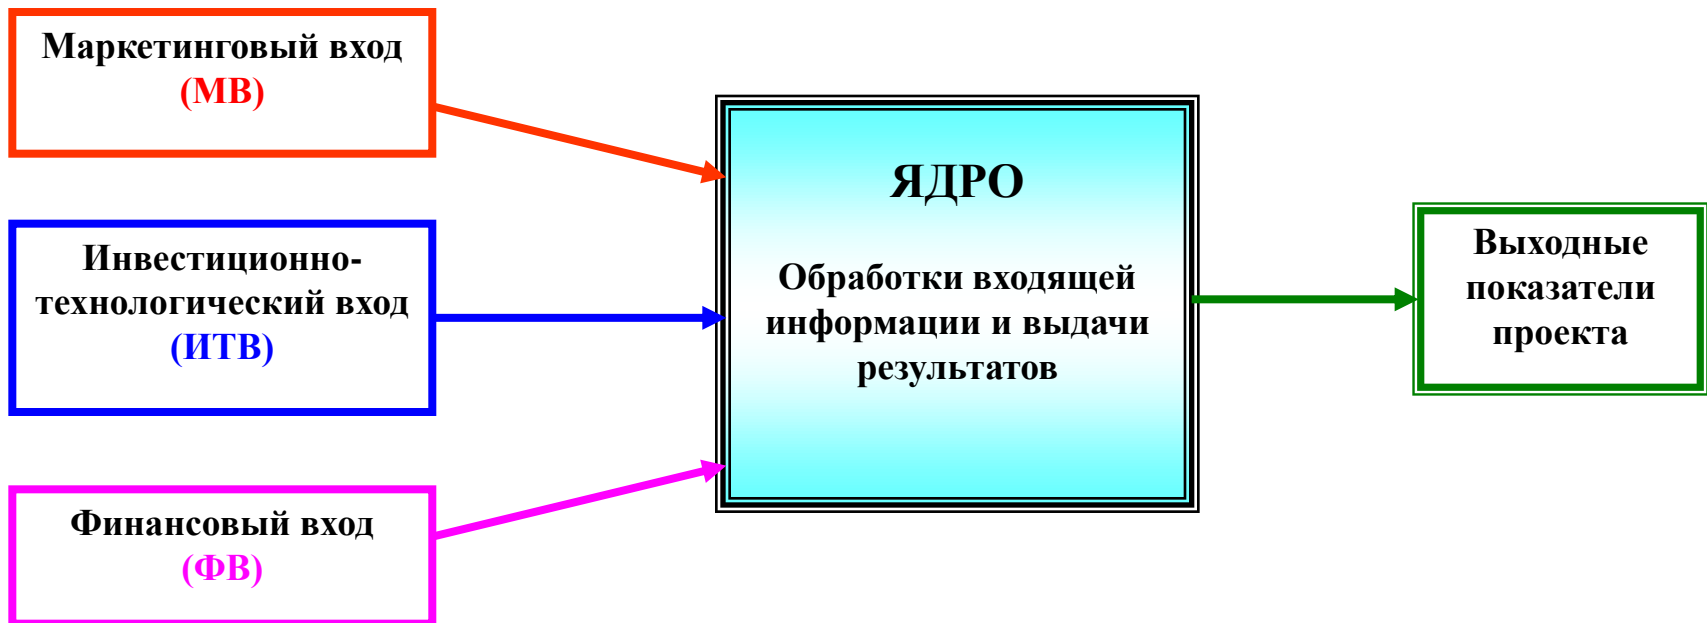 Маркетинговый вход
(МВ)
Инвестиционно-
технологический вход
(ИТВ)
Финансовый вход
(ФВ)
ЯДРО
Обработки входящей
информации и выдачи
результатов
Выходные
показатели
проекта